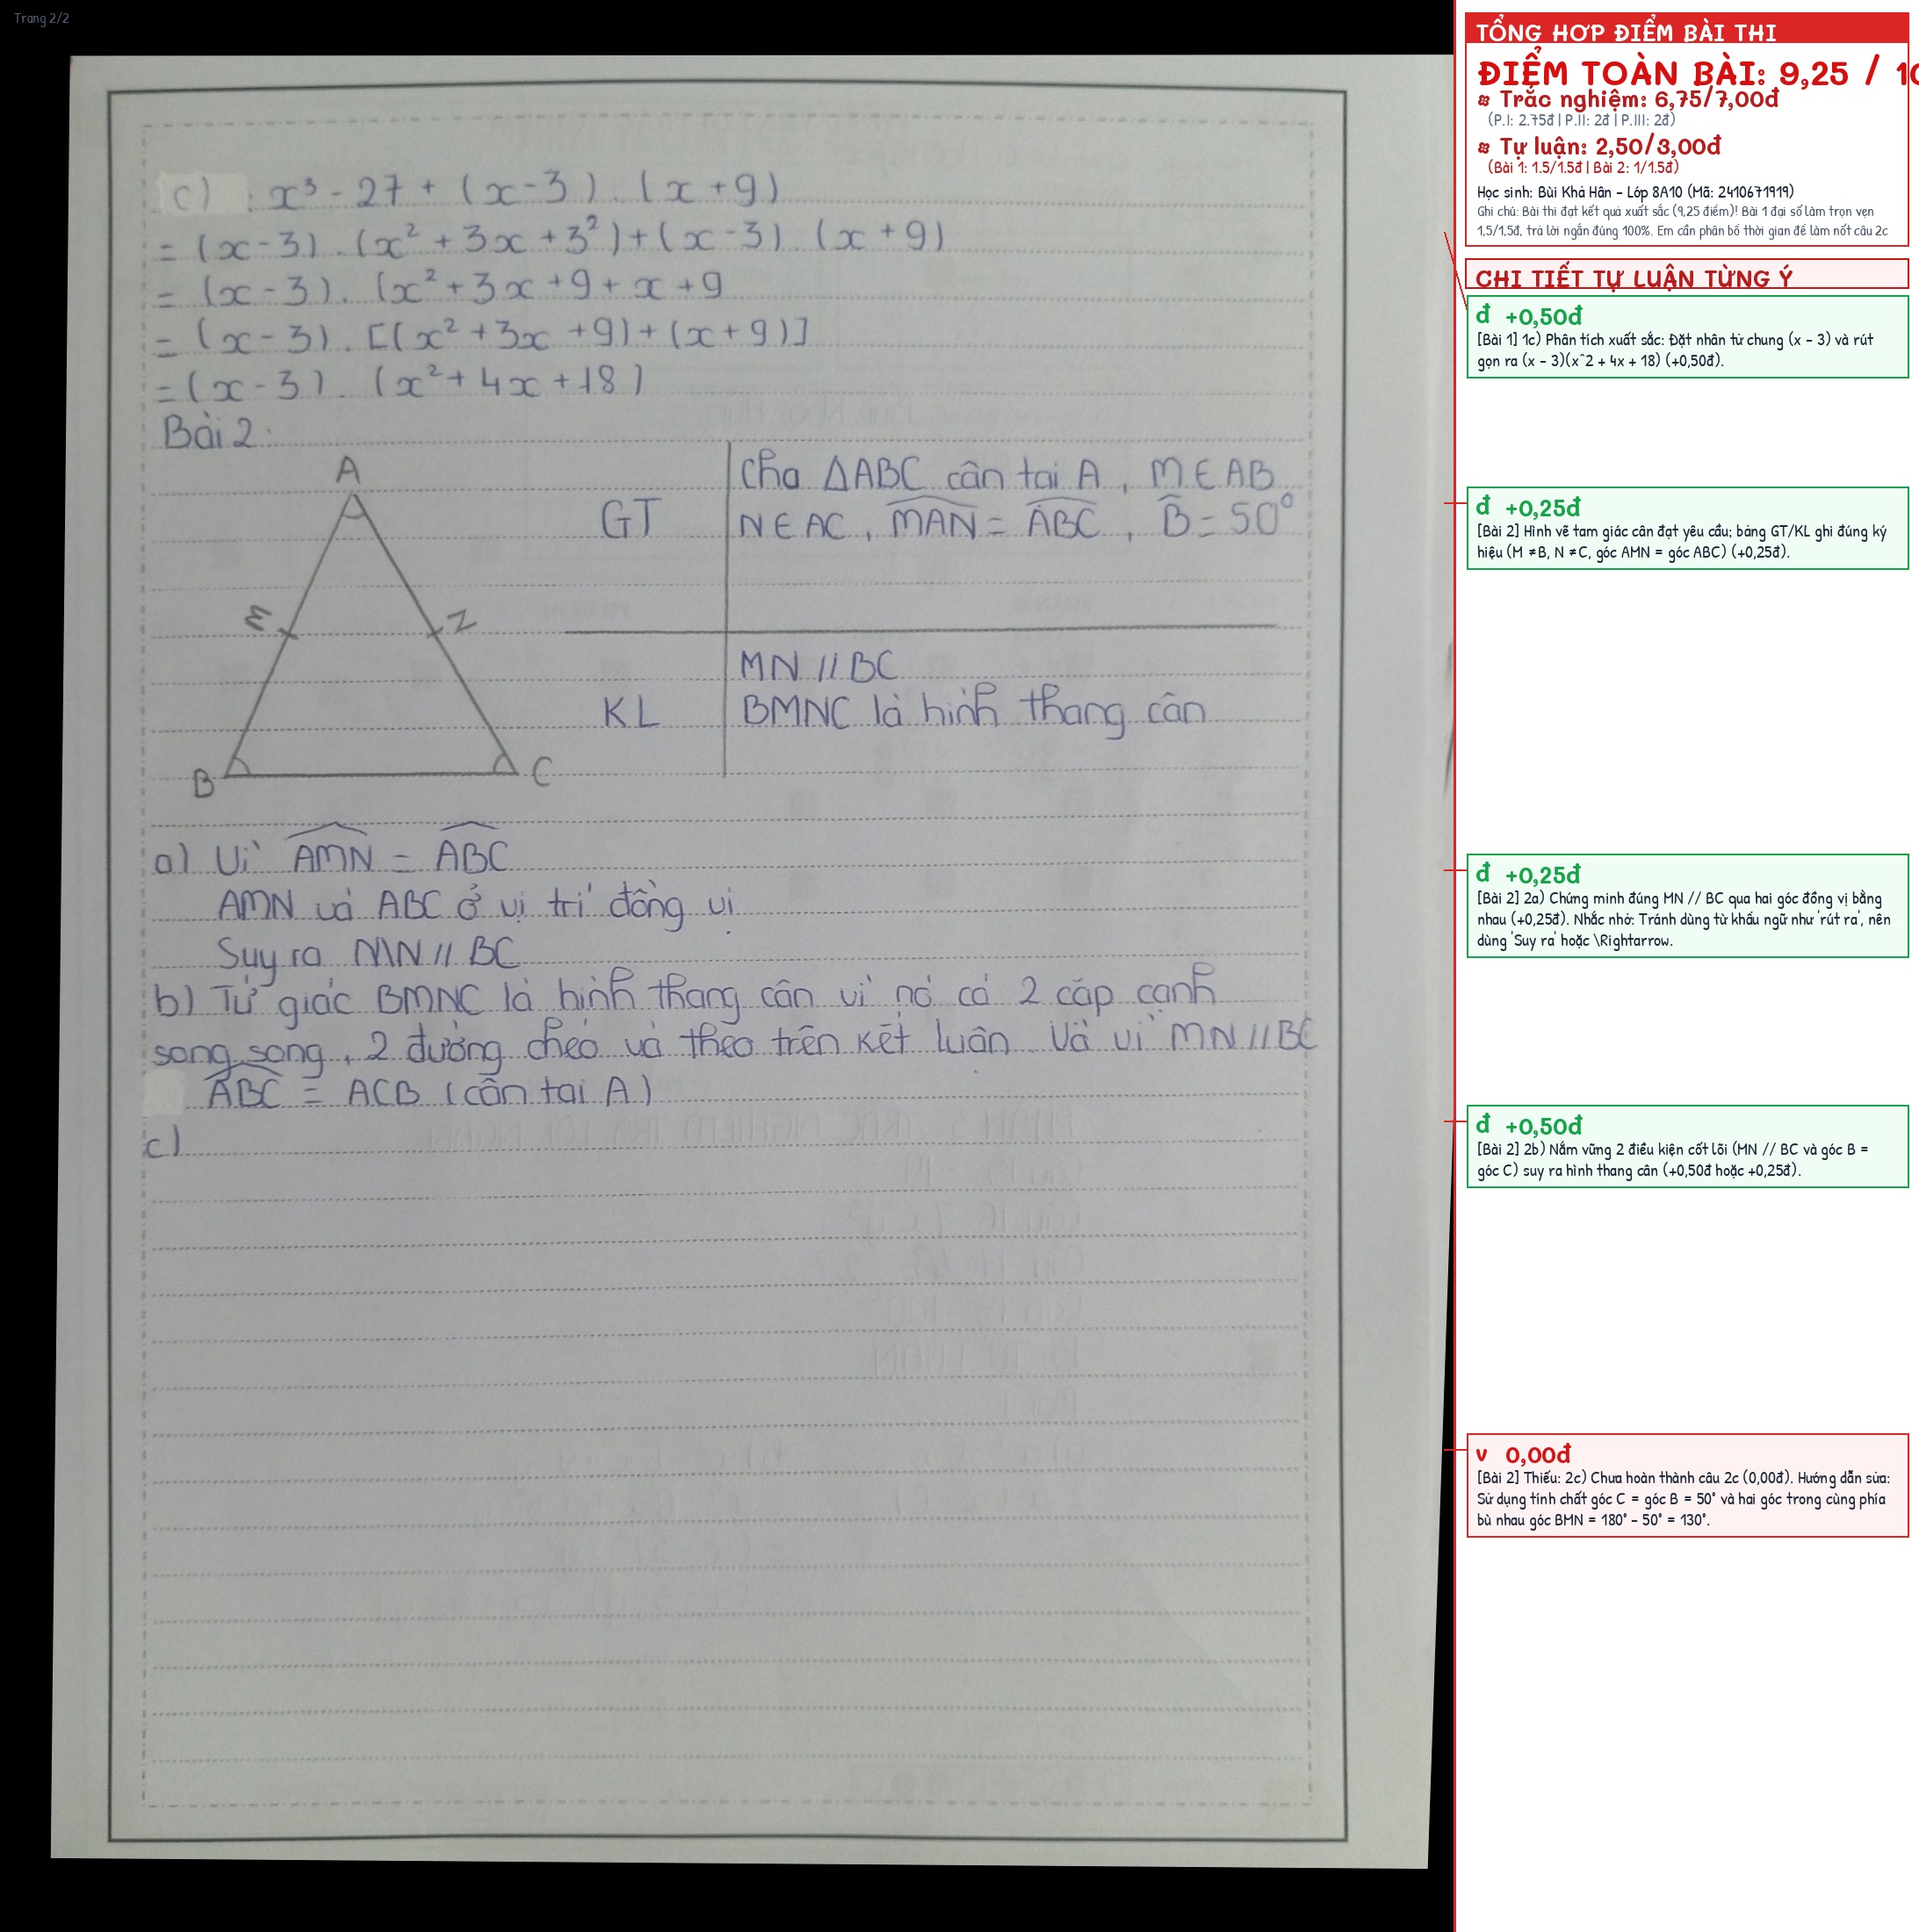 Trang 2/2
c) : x³ - 27 + (x-3) . (x+9)
= (x-3) . (x² + 3x + 3²) + (x-3) . (x+9)
= (x-3) . (x² + 3x + 9 + x + 9
= (x-3) . [(x² + 3x + 9) + (x+9)]
= (x-3) . (x² + 4x + 18)
Bài 2:
A
M
N
B
C
GT
Cho ΔABC cân tại A , M ∈ AB
N ∈ AC , MAN = ABC , B = 50°
KL
MN // BC
BMNC là hình thang cân
a) Vì AMN = ABC
AMN và ABC ở vị trí đồng vị
Suy ra MN // BC
b) Tứ giác BMNC là hình thang cân vì nó có 2 cặp cạnh
song song , 2 đường chéo và theo trên kết luận . Và vì MN // BC
ABC = ACB ( cân tại A )
c)
TỔNG HỢP ĐIỂM BÀI THI
ĐIỂM TOÀN BÀI: 9,25 / 10
Trắc nghiệm: 6,75/7,00đ
(P.I: 2.75đ | P.II: 2đ | P.III: 2đ)
Tự luận: 2,50/3,00đ
(Bài 1: 1.5/1.5đ | Bài 2: 1/1.5đ)
Học sinh: Bùi Khả Hân - Lớp 8A10 (Mã: 2410671919)
Ghi chú: Bài thi đạt kết quả xuất sắc (9,25 điểm)! Bài 1 đại số làm trọn vẹn
1,5/1,5đ, trả lời ngắn đúng 100%. Em cần phân bổ thời gian để làm nốt câu 2c
CHI TIẾT TỰ LUẬN TỪNG Ý
đ +0,50đ
[Bài 1] 1c) Phân tích xuất sắc: Đặt nhân tử chung (x - 3) và rút
gọn ra (x - 3)(x^2 + 4x + 18) (+0,50đ).
đ +0,25đ
[Bài 2] Hình vẽ tam giác cân đạt yêu cầu; bảng GT/KL ghi đúng ký
hiệu (M ≠B, N ≠C, góc AMN = góc ABC) (+0,25đ).
đ +0,25đ
[Bài 2] 2a) Chứng minh đúng MN // BC qua hai góc đồng vị bằng
nhau (+0,25đ). Nhắc nhở: Tránh dùng từ khẩu ngữ như 'rút ra', nên
dùng 'Suy ra' hoặc \Rightarrow.
đ +0,50đ
[Bài 2] 2b) Nắm vững 2 điều kiện cốt lõi (MN // BC và góc B =
góc C) suy ra hình thang cân (+0,50đ hoặc +0,25đ).
v 0,00đ
[Bài 2] Thiếu: 2c) Chưa hoàn thành câu 2c (0,00đ). Hướng dẫn sửa:
Sử dụng tính chất góc C = góc B = 50° và hai góc trong cùng phía
bù nhau góc BMN = 180° - 50° = 130°.